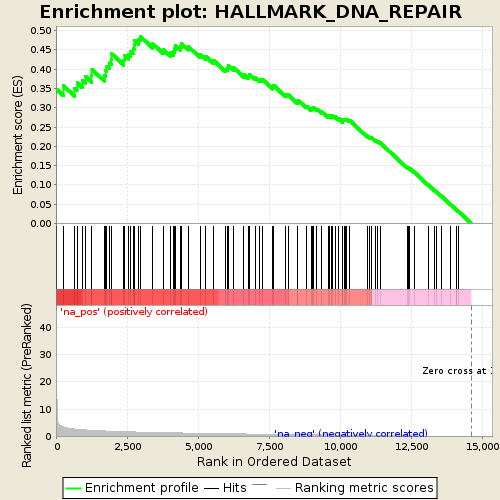 Enrichment plot: HALLMARK_DNA_REPAIR
Enrichment score (ES)
0.50
0.45
0.40
0.35
0.30
0.25
0.20
0.15
0.10
0.05
0.00
'na_pos' (positively correlated)
Ranked list metric (PreRanked)
40
30
20
10
0
Zero cross at 1
'na_neg' (negatively correlated)
0 2,500 5,000 7,500 10,000 12,500 15,000
Rank in Ordered Dataset
Enrichment profile Hits Ranking metric scores